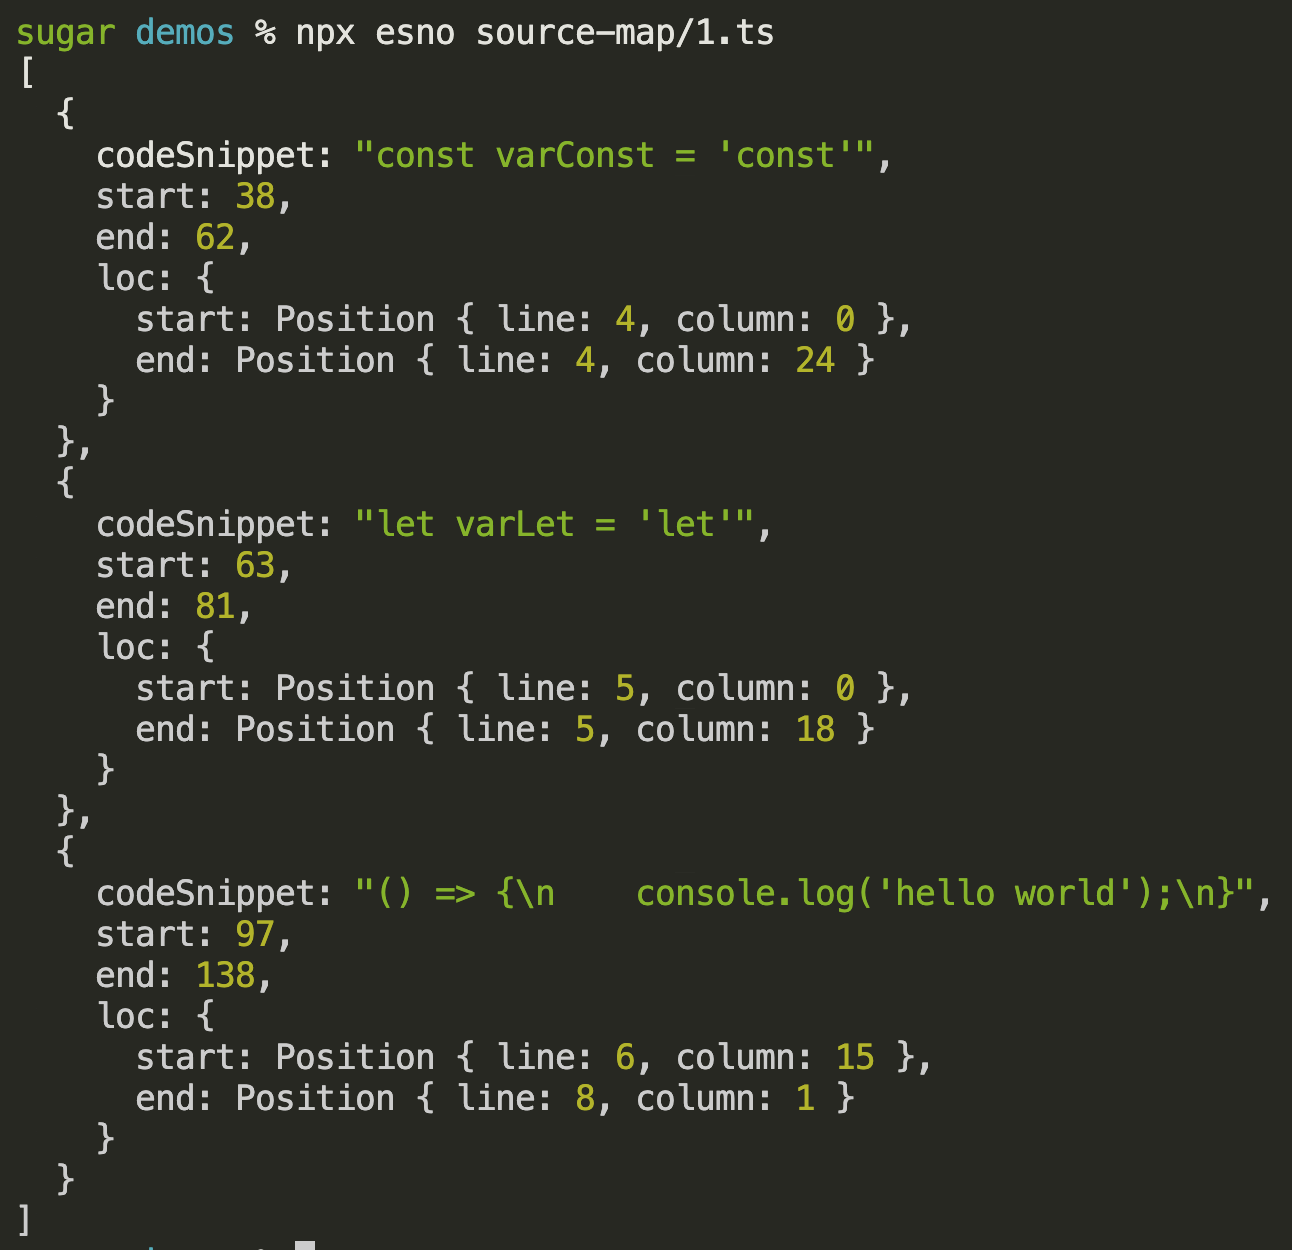 sugar demos % npx esno source-map/1.ts
[
  {
    codeSnippet: "const varConst = 'const'",
    start: 38,
    end: 62,
    loc: {
      start: Position { line: 4, column: 0 },
      end: Position { line: 4, column: 24 }
    }
  },
  {
    codeSnippet: "let varLet = 'let'",
    start: 63,
    end: 81,
    loc: {
      start: Position { line: 5, column: 0 },
      end: Position { line: 5, column: 18 }
    }
  },
  {
    codeSnippet: "() => {\n    console.log('hello world');\n}",
    start: 97,
    end: 138,
    loc: {
      start: Position { line: 6, column: 15 },
      end: Position { line: 8, column: 1 }
    }
  }
]